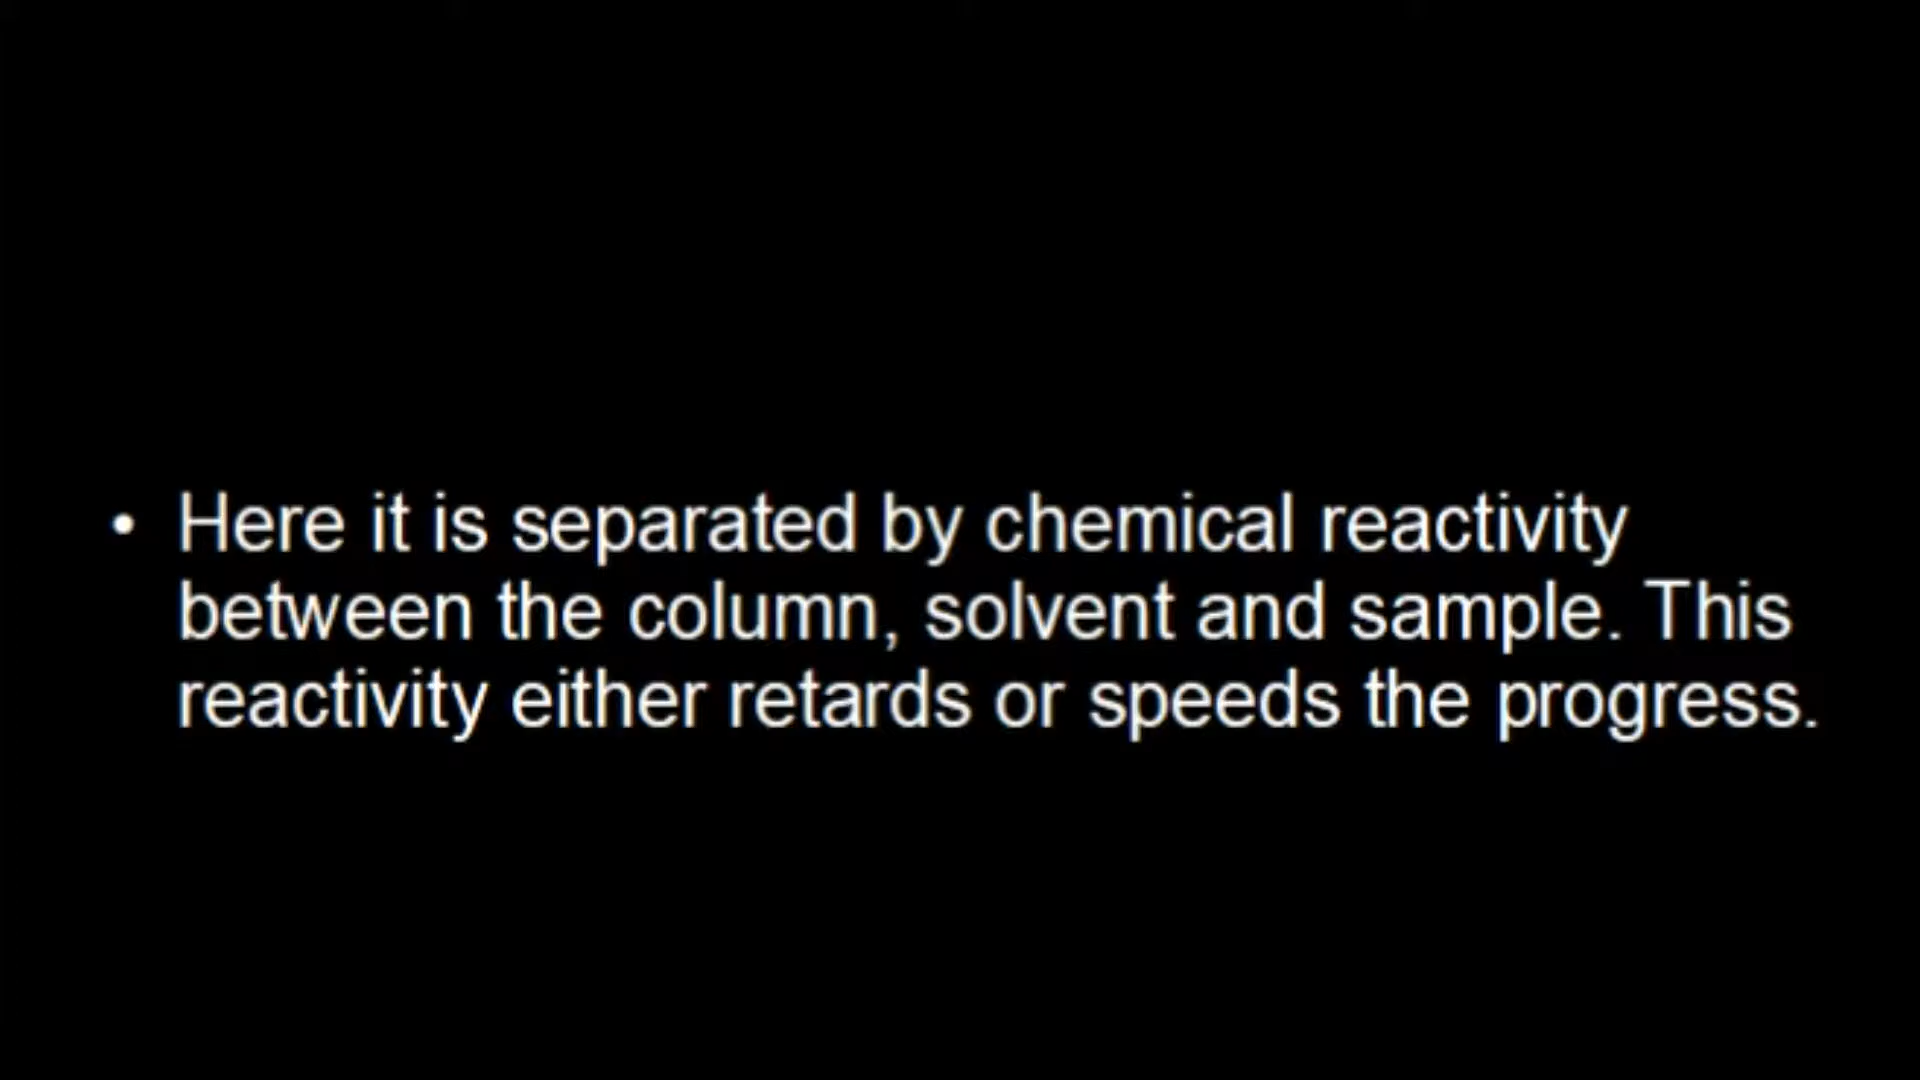 • Here it is separated by chemical reactivity
between the column, solvent and sample. This
reactivity either retards or speeds the progress.